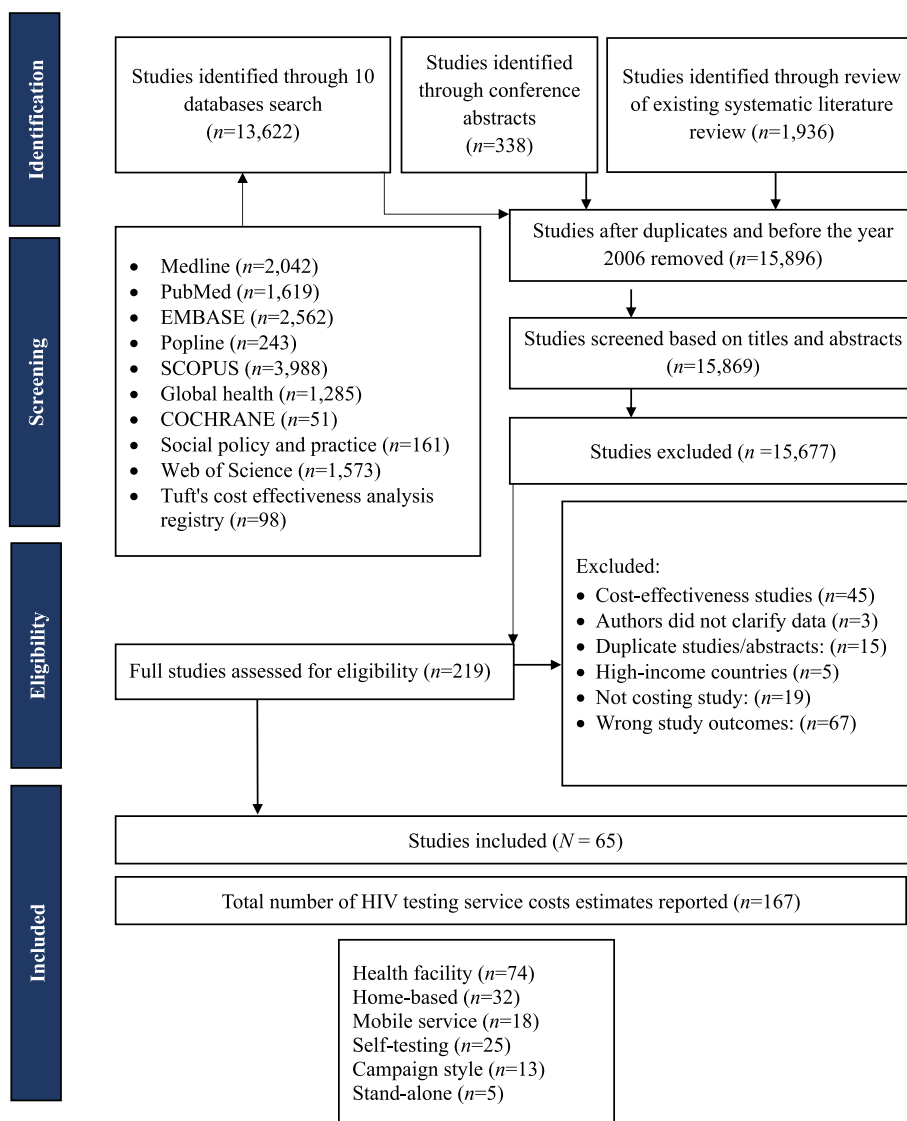 Identification
Studies identified through 10
databases search
(n=13,622)
Studies identified
through conference
abstracts
(n=338)
Studies identified through review
of existing systematic literature
review (n=1,936)
Screening
Medline (n=2,042)
PubMed (n=1,619)
EMBASE (n=2,562)
Popline (n=243)
SCOPUS (n=3,988)
Global health (n=1,285)
COCHRANE (n=51)
Social policy and practice (n=161)
Web of Science (n=1,573)
Tuft's cost effectiveness analysis
registry (n=98)
Studies after duplicates and before the year
2006 removed (n=15,896)
Studies screened based on titles and abstracts
(n=15,869)
Studies excluded (n =15,677)
Eligibility
Full studies assessed for eligibility (n=219)
Excluded:
Cost-effectiveness studies (n=45)
Authors did not clarify data (n=3)
Duplicate studies/abstracts: (n=15)
High-income countries (n=5)
Not costing study: (n=19)
Wrong study outcomes: (n=67)
Included
Studies included (N = 65)
Total number of HIV testing service costs estimates reported (n=167)
Health facility (n=74)
Home-based (n=32)
Mobile service (n=18)
Self-testing (n=25)
Campaign style (n=13)
Stand-alone (n=5)